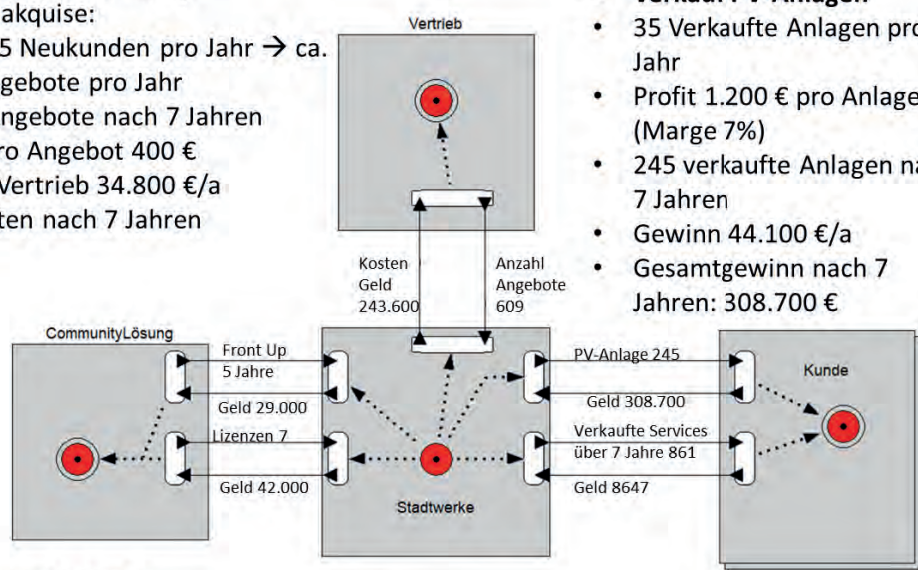 akquise:
5 Neukunden pro Jahr → ca.
gebote pro Jahr
ngebote nach 7 Jahren
ro Angebot 400 €
Vertrieb 34.800 €/a
ten nach 7 Jahren
Vertrieb
• 35 Verkaufte Anlagen pro
Jahr
• Profit 1.200 € pro Anlage
(Marge 7%)
• 245 verkaufte Anlagen na
7 Jahren
• Gewinn 44.100 €/a
• Gesamtgewinn nach 7
Jahren: 308.700 €
Kosten
Geld
243.600
Anzahl
Angebote
609
CommunityLösung
Front Up
5 Jahre
Geld 29.000
Lizenzen 7
Geld 42.000
Stadtwerke
PV-Anlage 245
Geld 308.700
Verkaufte Services
über 7 Jahre 861
Geld 8647
Kunde